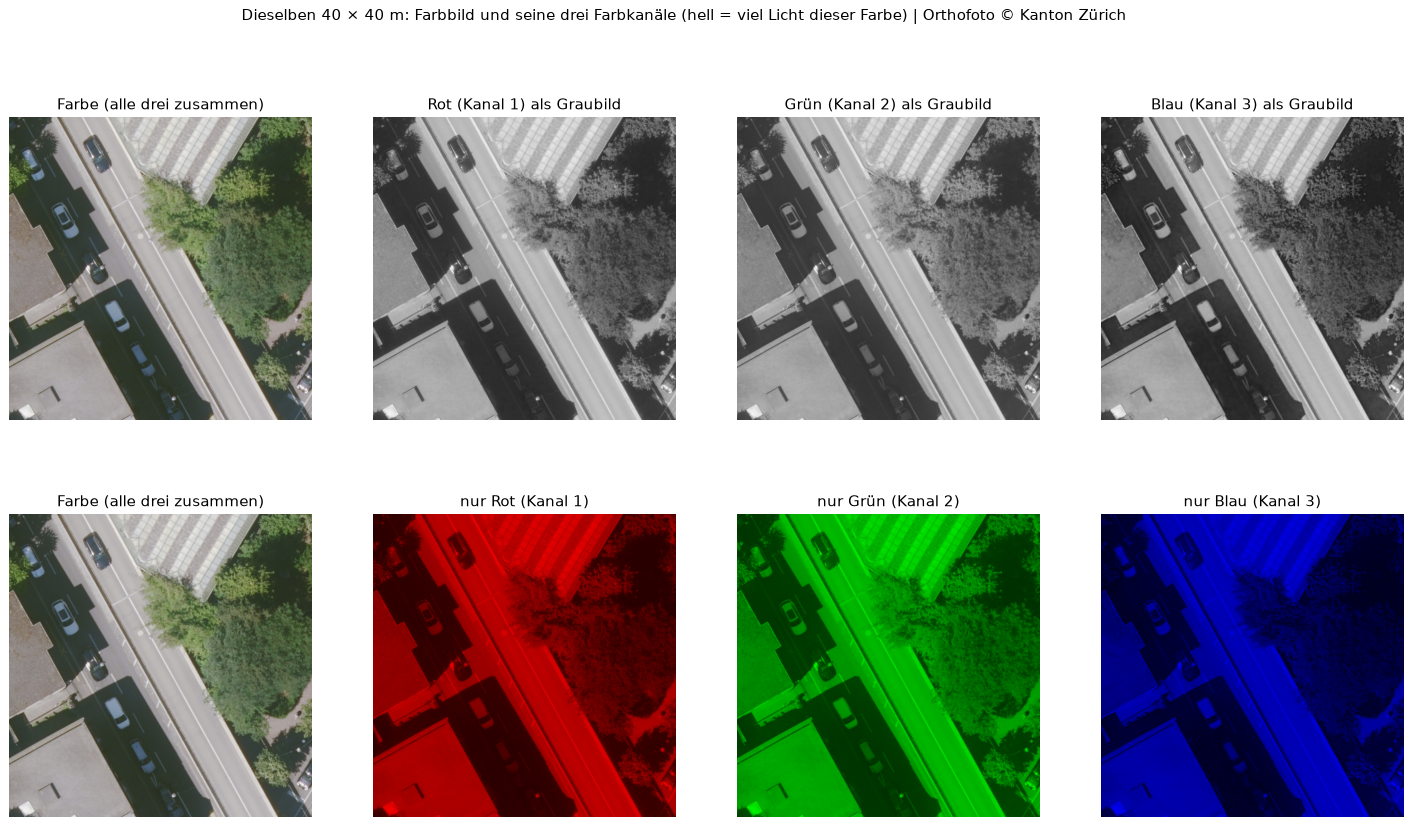 Dieselben 40 × 40 m: Farbbild und seine drei Farbkanäle (hell = viel Licht dieser Farbe) | Orthofoto © Kanton Zürich
Farbe (alle drei zusammen)
Rot (Kanal 1) als Graubild
Grün (Kanal 2) als Graubild
Blau (Kanal 3) als Graubild
Farbe (alle drei zusammen)
nur Rot (Kanal 1)
nur Grün (Kanal 2)
nur Blau (Kanal 3)